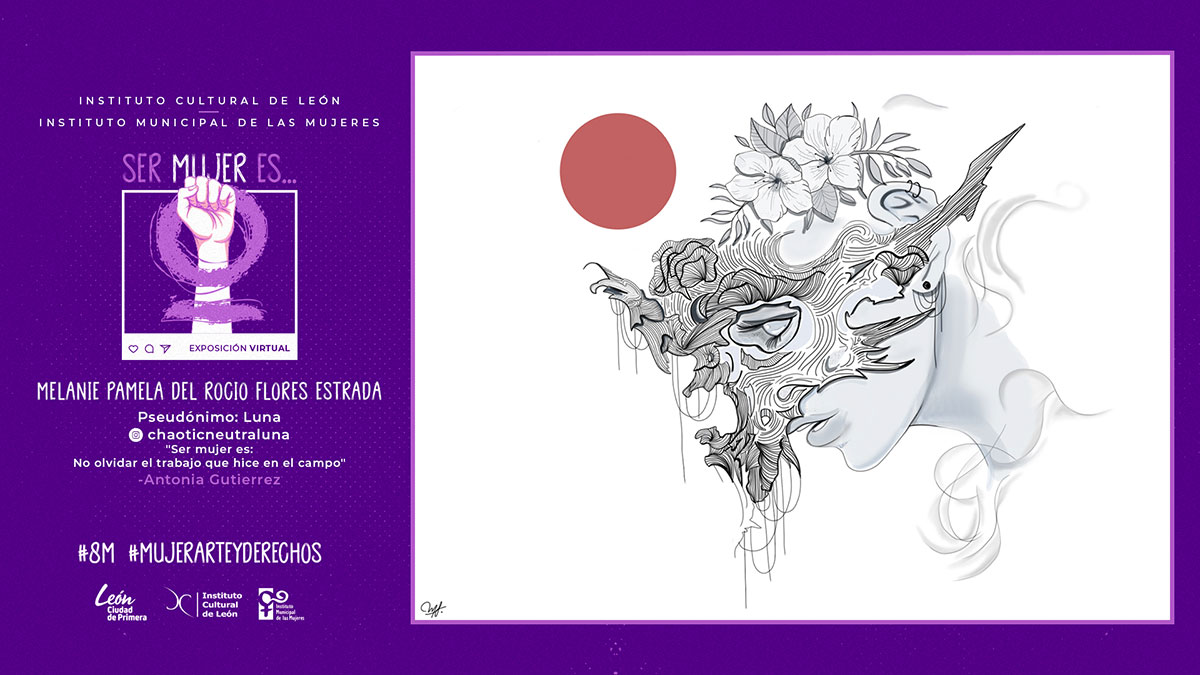 INSTITUTO CULTURAL DE LEÓN
INSTITUTO MUNICIPAL DE LAS MUJERES
SER MUJER ES...
EXPOSICIÓN VIRTUAL
MELANIE PAMELA DEL ROCIO FLORES ESTRADA
Pseudónimo: Luna
chaoticneutraluna
"Ser mujer es:
No olvidar el trabajo que hice en el campo"
-Antonia Gutierrez
#8M #MUJERARTEYDERECHOS
León
Ciudad
de Primera
Instituto
Cultural
de León
Instituto
Municipal
de las Mujeres